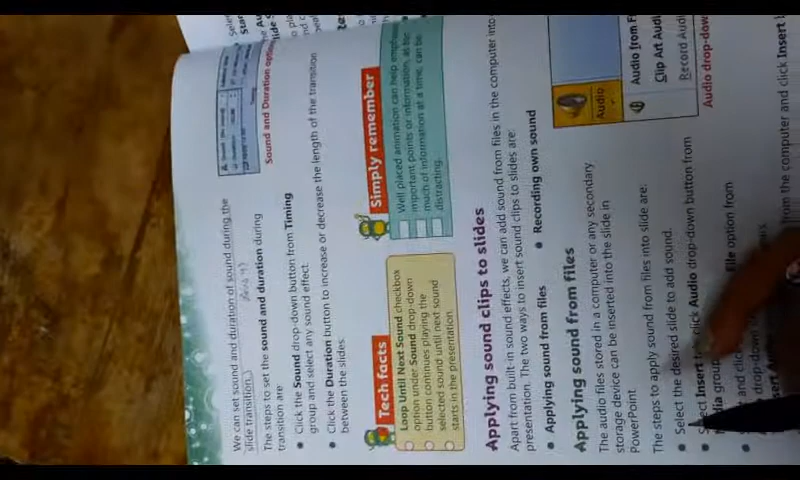 We can set sound and duration of sound during the
slide transition.
The steps to set the sound and duration during
transition are
• Click the Sound drop-down button from Timing
group and select any sound effect
• Click the Duration button to increase or decrease the length of the transition
between the slides
Sound and Duration option
Tech facts
Loop Until Next Sound checkbox
option under Sound drop-down
button continues playing the
selected sound until next sound
starts in the presentation
Simply remember
Well placed animation can help
important points or information, as
much of information at a time, can be
distracting.
Applying sound clips to slides
Apart from built-in sound effects, we can add sound from files in the computer into
presentation. The two ways to insert sound clips to slides are:
• Applying sound from files
• Recording own sound
Applying sound from files
The audio files stored in a computer or any secondary
storage device can be inserted into the slide in
PowerPoint
The steps to apply sound from files into slide are.
• Select the desired slide to add sound.
• Insert click Audio drop-down button from
group
• and File option from
drop-down
from the computer and click Insert
Audio
Audio from
Clip Art Audi
Record Audi
Audio drop-dow